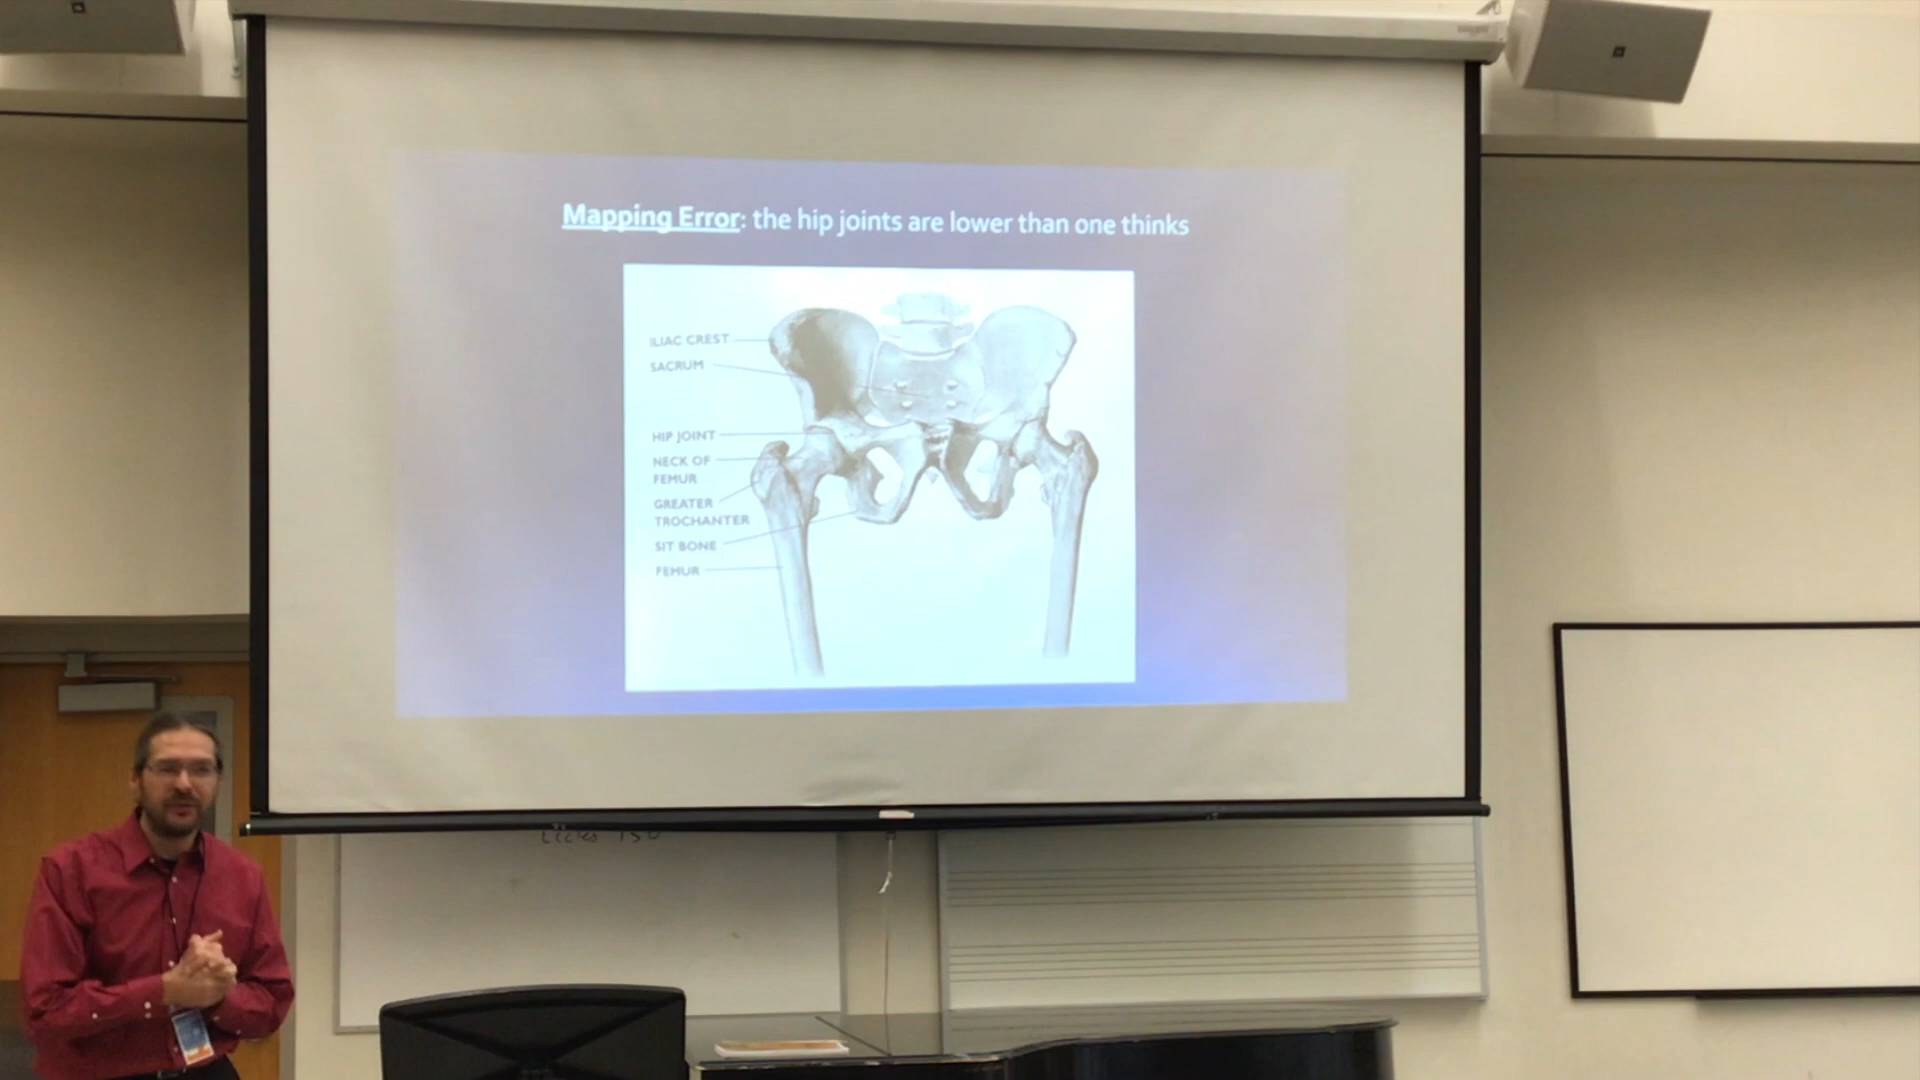 Mapping Error: the hip joints are lower than one thinks
ILIAC CREST
SACRUM
HIP JOINT
NECK OF
FEMUR
GREATER
TROCHANTER
SIT BONE
FEMUR